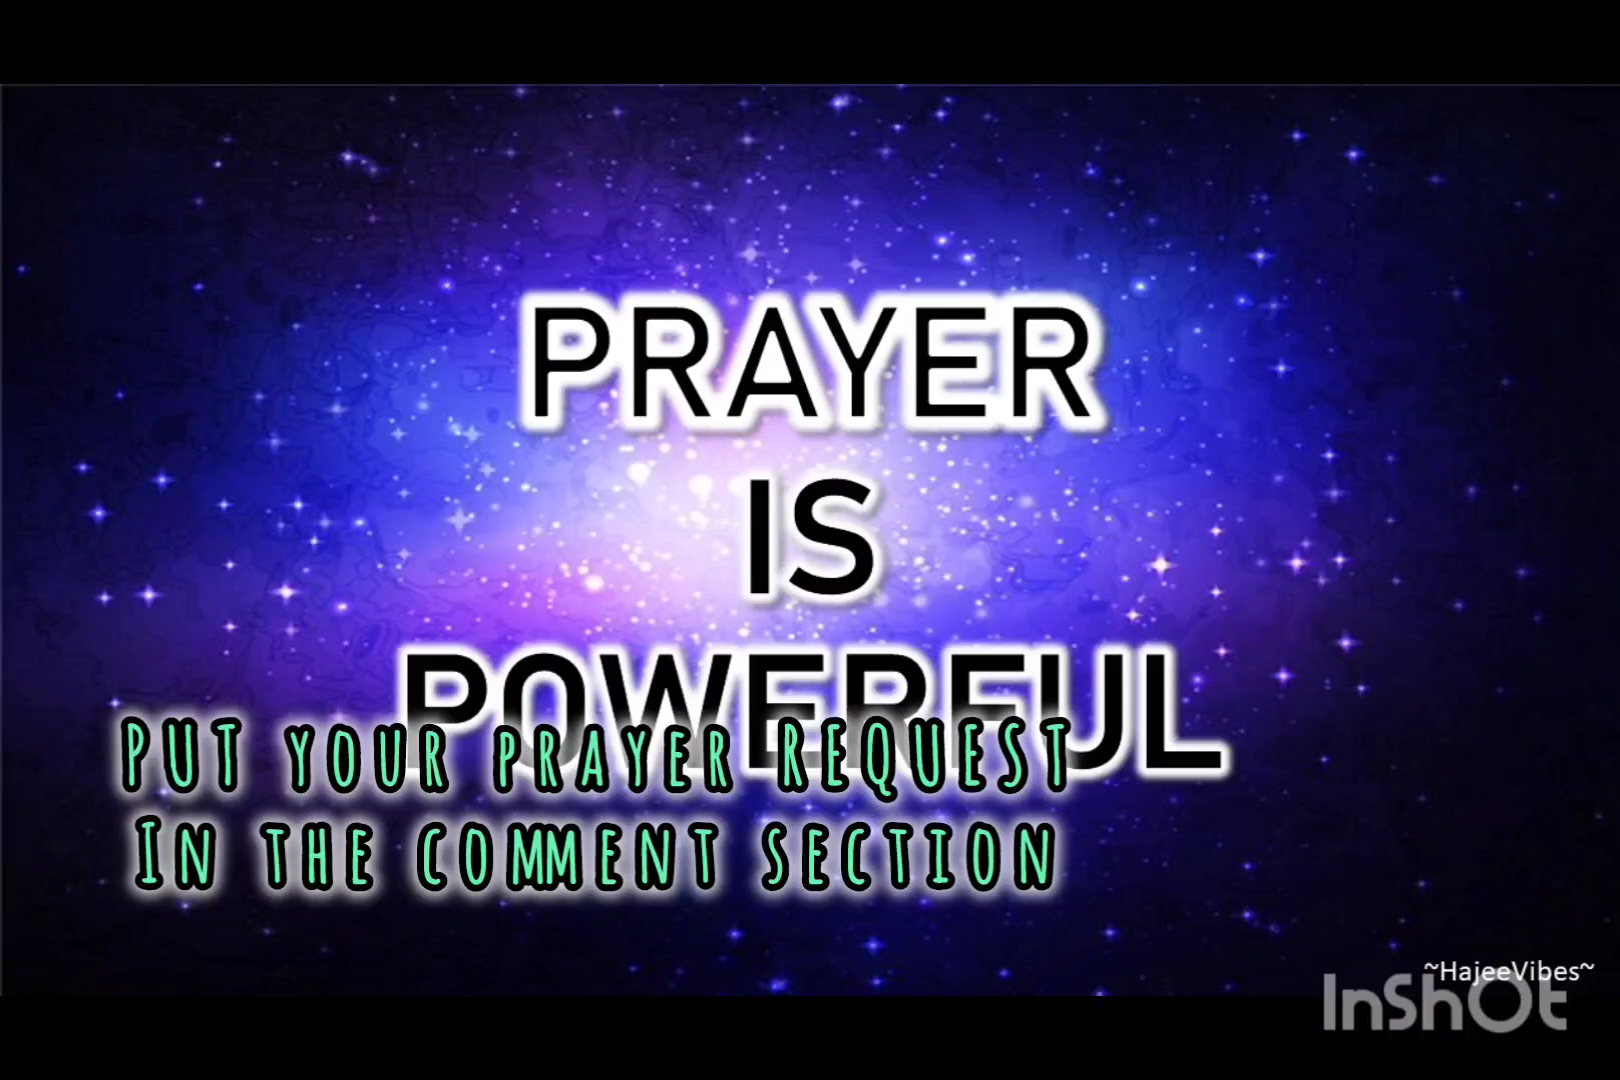 PRAYER
IS
POWERFUL
PUT YOUR PRAYER REQUEST
IN THE COMMENT SECTION
~HajeeVibes~
InShOt